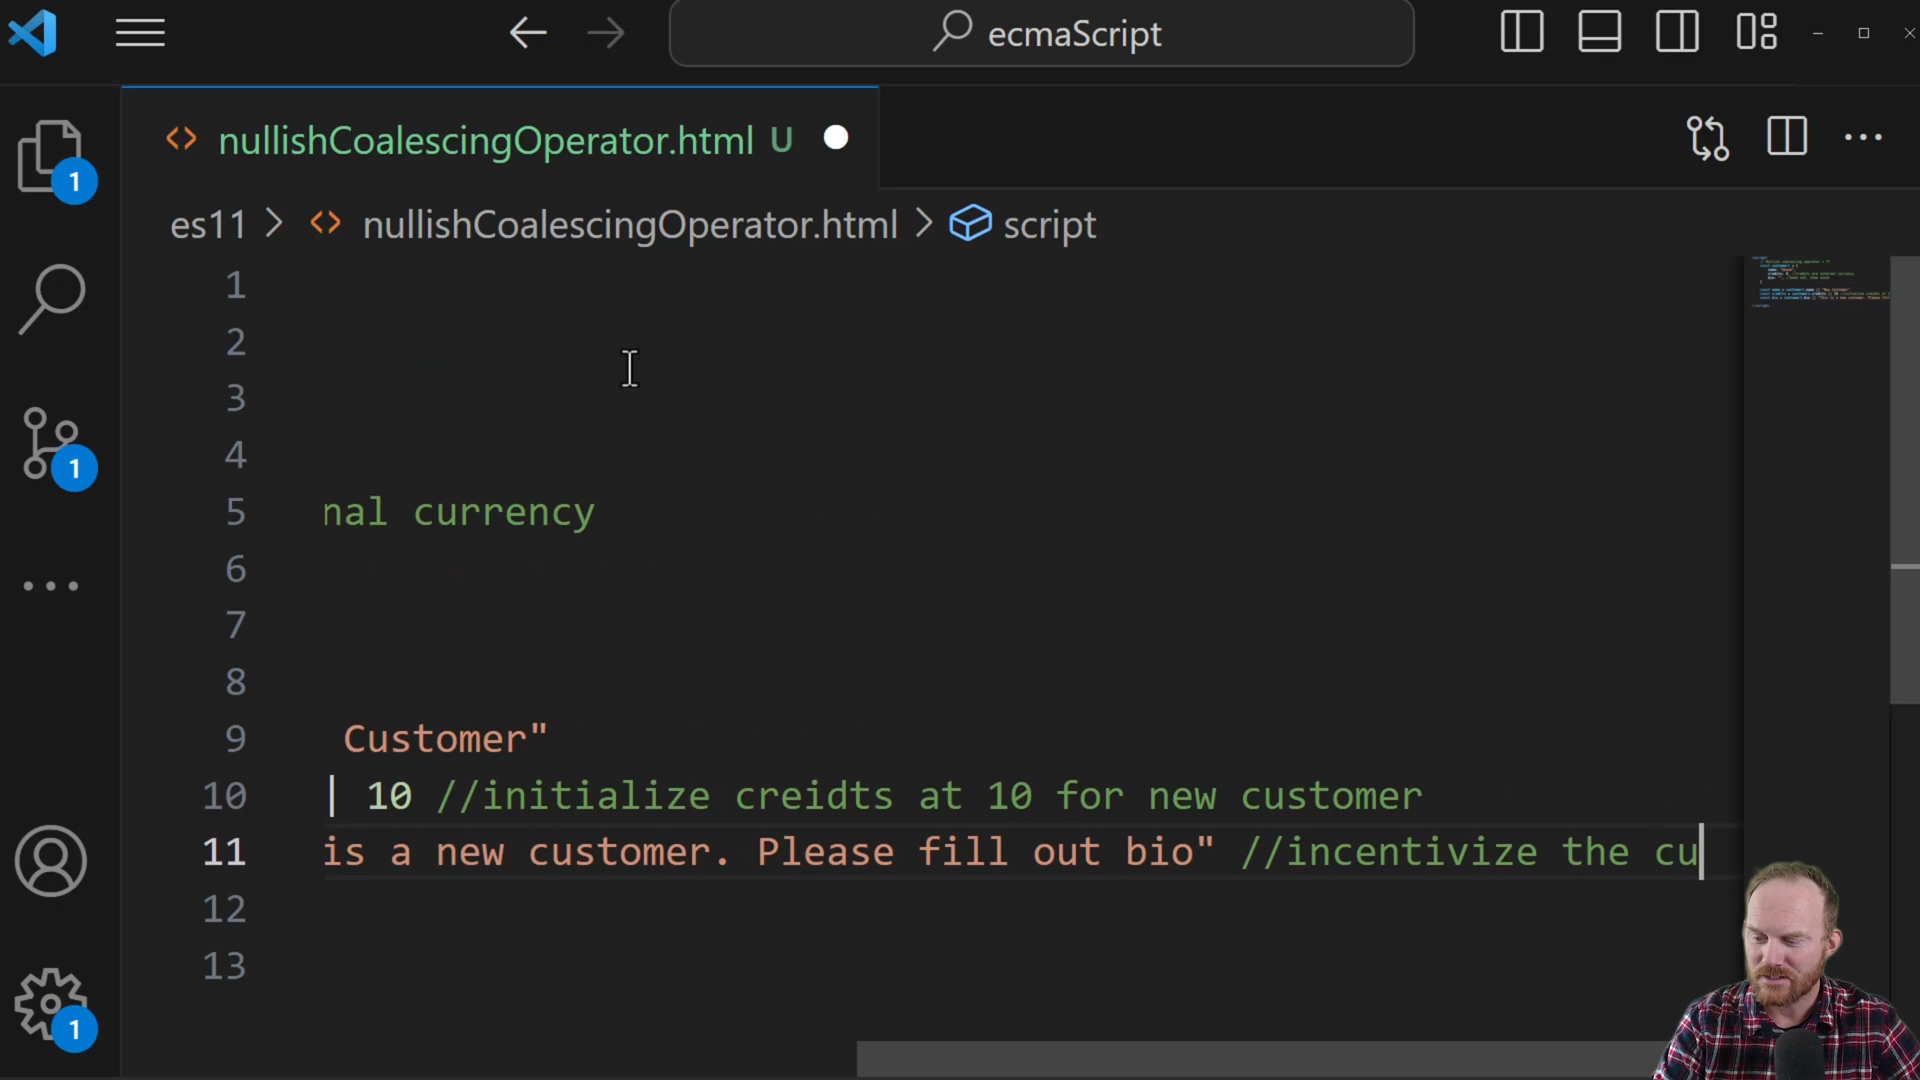 ecmaScript
nullishCoalescingOperator.html U
es11 > nullishCoalescingOperator.html > script
1
2
3
4
5 nal currency
6
7
8
9 Customer"
10 | 10 //initialize creidts at 10 for new customer
11 is a new customer. Please fill out bio" //incentivize the cu
12
13
1
1
1